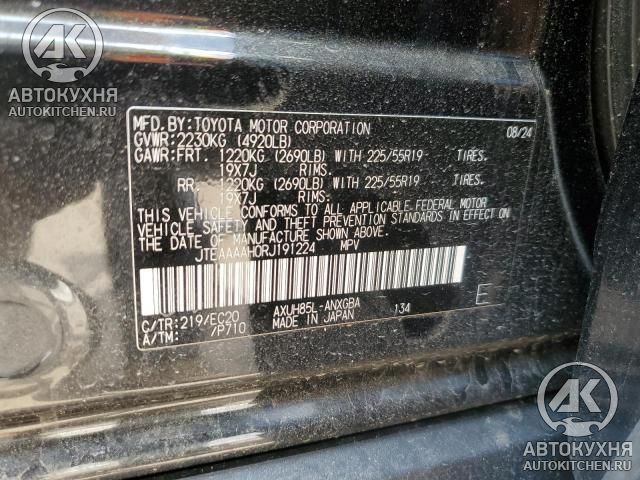 AK
АВТОКУХНЯ
AUTOKITCHEN.RU
MFD.BY:TOYOTA MOTOR CORPORATION 08/24
GVWR:2230KG (4920LB)
GAWR:FRT. 1220KG (2690LB) WITH 225/55R19 TIRES.
19X7J RIMS.
RR. 1220KG (2690LB) WITH 225/55R19 TIRES.
19X7J RIMS.
THIS VEHICLE CONFORMS TO ALL APPLICABLE FEDERAL MOTOR
VEHICLE SAFETY AND THEFT PREVENTION STANDARDS IN EFFECT ON
THE DATE OF MANUFACTURE SHOWN ABOVE.
JTEAAAAH0RJ191224 MPV
C/TR:219/EC20 AXUH85L-ANXGBA 134 E
A/TM: 7P710 MADE IN JAPAN
AK
АВТОКУХНЯ
AUTOKITCHEN.RU